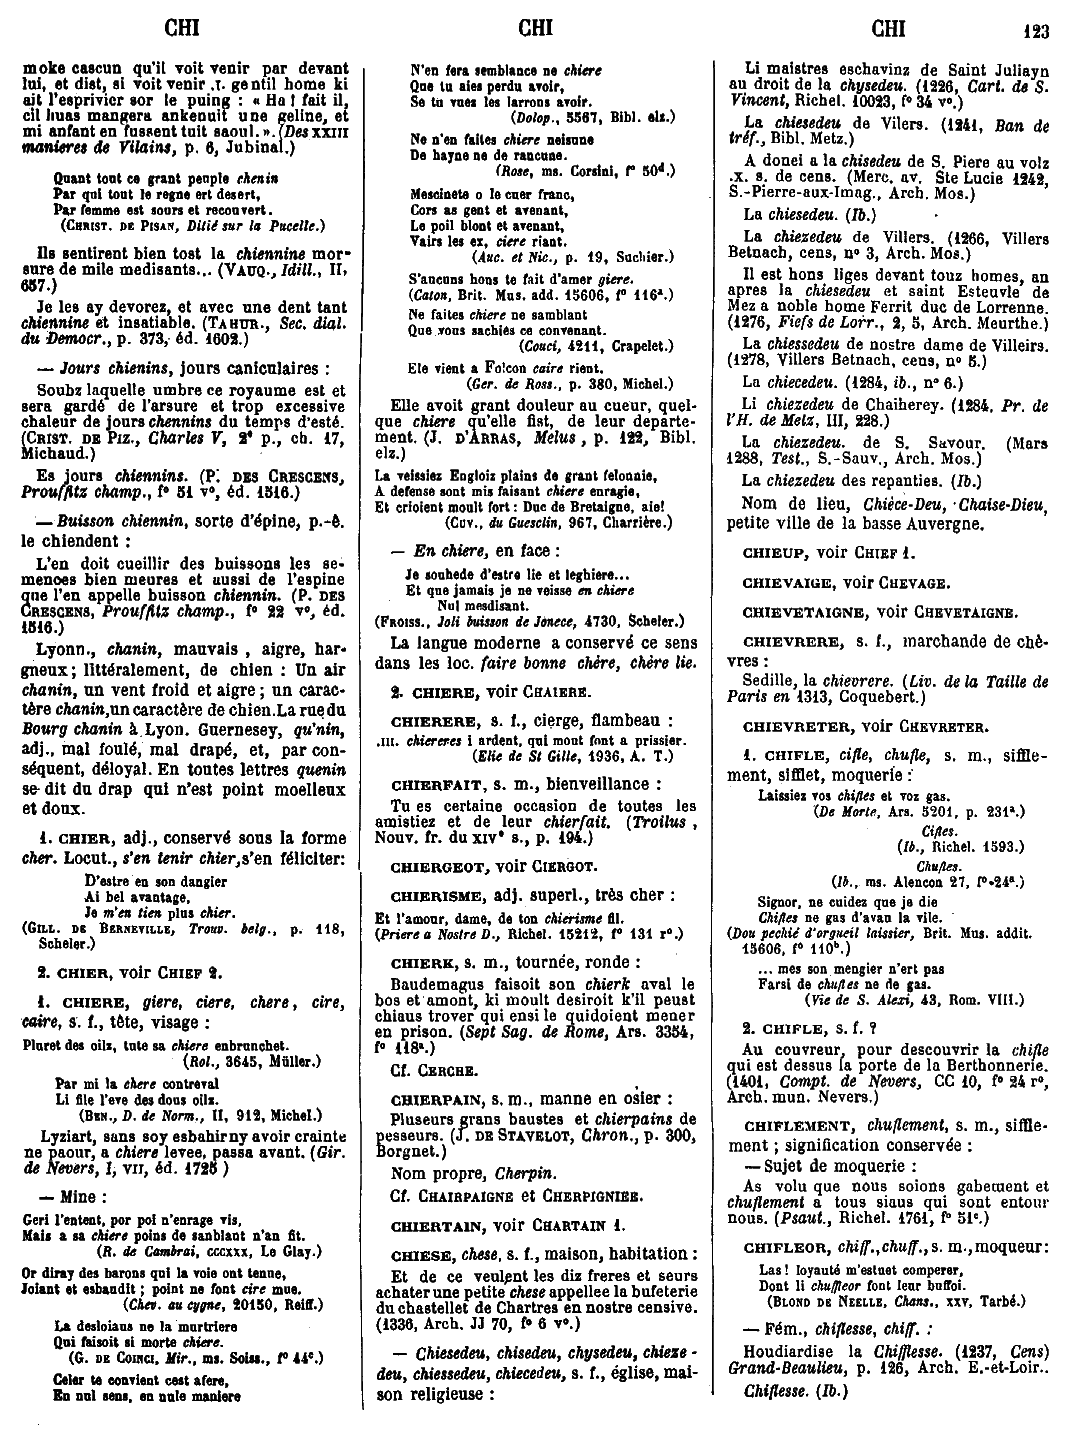 CHI
CHI
CHI
123
moke cascun qu'il voit venir par devant
lui, et dist, si voit venir .I. gentil home ki
ait l'esprivier sor le puing : « Ha ! fait il,
cil huas mangera ankenuit une geline, et
mi anfant en fussent tuit saoul. ». (Des XXIII
manieres de Vilains, p. 6, Jubinal.)
Quant tout ce grant peuple chenin
Par qui tout le regne ert desert,
Par femme est sours et recouvert.
(CHRIST. DE PISAN, Ditié sur la Pucelle.)
Ils sentirent bien tost la chiennine mor-
sure de mile medisants... (VAUQ., Idill., II,
657.)
Je les ay devorez, et avec une dent tant
chiennine et insatiable. (TAHUR., Sec. dial.
du Democr., p. 373, éd. 1602.)
— Jours chienins, jours caniculaires :
Soubz laquelle umbre ce royaume est et
sera gardé de l'arsure et trop excessive
chaleur de jours chennins du temps d'esté.
(CRIST. DE PIZ., Charles V, 2e p., ch. 17,
Michaud.)
Es jours chiennins. (P. DES CRESCENS,
Prouffitz champ., fo 51 vo, éd. 1516.)
— Buisson chiennin, sorte d'épine, p.-ê.
le chiendent :
L'en doit cueillir des buissons les se-
mences bien meures et aussi de l'espine
que l'en appelle buisson chiennin. (P. DES
CRESCENS, Prouffitz champ., fo 22 vo, éd.
1516.)
Lyonn., chanin, mauvais , aigre, har-
gneux ; littéralement, de chien : Un air
chanin, un vent froid et aigre ; un carac-
tère chanin,un caractère de chien.La rue du
Bourg chanin à Lyon. Guernesey, qu'nin,
adj., mal foulé, mal drapé, et, par con-
séquent, déloyal. En toutes lettres quenin
se dit du drap qui n'est point moelleux
et doux.
1. CHIER, adj., conservé sous la forme
cher. Locut., s'en tenir chier,s'en féliciter:
D'estre en son dangier
Ai bel avantage,
Je m'en tien plus chier.
(GILL. DE BERNEVILLE, Trouv. belg., p. 118,
Scheler.)
2. CHIER, voir CHIEF 2.
1. CHIERE, giere, ciere, chere, cire,
caire, s. f., tête, visage :
Pluret des oilz, tute sa chiere enbrunchet.
(Rol., 3645, Müller.)
Par mi la chere contreval
Li file l'eve des dous oilz.
(BEN., D. de Norm., II, 912, Michel.)
Lyziart, sans soy esbahir ny avoir crainte
ne paour, a chiere levee, passa avant. (Gir.
de Nevers, I, VII, éd. 1725 )
— Mine :
Geri l'entent, por poi n'enrage vis,
Mais a sa chiere poins de sanblant n'an fit.
(R. de Cambrai, CCCXXX, Le Glay.)
Or diray des barons qui la voie ont tenue,
Joiant et esbaudit ; point ne font cire mue.
(Chev. au cygne, 20150, Reiff.)
La desloiaus ne la murtriere
Qui faisoit si morte chiere.
(G. DE COINCI, Mir., ms. Soiss., fo 44c.)
Celer te convient cest afere,
En nul sens, en nule maniere
N'en fera semblance ne chiere
Que tu aies perdu avoir,
Se tu vues les larrons avoir.
(Dolop., 5567, Bibl. elz.)
Ne n'en faites chiere neisune
De hayne ne de rancune.
(Rose, ms. Corsini, fo 50d.)
Mescinete o le cuer franc,
Cors as gent et avenant,
Le poil blont et avenant,
Vairs les ex, ciere riant.
(Auc. et Nic., p. 19, Suchier.)
S'aucuns hons te fait d'amer giere.
(Caton, Brit. Mus. add. 15606, fo 116a.)
Ne faites chiere ne samblant
Que vous sachiés ce convenant.
(Couci, 4211, Crapelet.)
Ele vient a Foucon caire rient.
(Ger. de Ross., p. 380, Michel.)
Elle avoit grant douleur au cueur, quel-
que chiere qu'elle fist, de leur departe-
ment. (J. D'ARRAS, Melus , p. 122, Bibl.
elz.)
La veissiez Engloiz plains de grant felonnie,
A defense sont mis faisant chiere enragie,
Et crioient moult fort : Duc de Bretaigne, aie!
(CUV., du Guesclin, 967, Charrière.)
— En chiere, en face :
Je souhede d'estre lie et leghiere...
Et que jamais je ne veisse en chiere
Nul mesdisant.
(FROISS., Joli buisson de Jonece, 4730, Scheler.)
La langue moderne a conservé ce sens
dans les loc. faire bonne chère, chère lie.
2. CHIERE, voir CHAIERE.
CHIERERE, s. f., cierge, flambeau :
.III. chiereres i ardent, qui mout font a prissier.
(Elie de St Gille, 1936, A. T.)
CHIERFAIT, s. m., bienveillance :
Tu es certaine occasion de toutes les
amistiez et de leur chierfait. (Troilus ,
Nouv. fr. du XIVe s., p. 194.)
CHIERGEOT, voir CIERGOT.
CHIERISME, adj. superl., très cher :
Et l'amour, dame, de ton chierisme fil.
(Priere a Nostre D., Richel. 15212, fo 131 ro.)
CHIERK, s. m., tournée, ronde :
Baudemagus faisoit son chierk aval le
bos et amont, ki moult desiroit k'il peust
chiaus trover qui ensi le quidoient mener
en prison. (Sept Sag. de Rome, Ars. 3354,
fo 118a.)
Cf. CERCHE.
CHIERPAIN, s. m., manne en osier :
Pluseurs grans baustes et chierpains de
pesseurs. (J. DE STAVELOT, Chron., p. 300,
Borgnet.)
Nom propre, Cherpin.
Cf. CHAIRPAIGNE et CHERPIGNIEE.
CHIERTAIN, voir CHARTAIN 1.
CHIESE, chese, s. f., maison, habitation :
Et de ce veulent les diz freres et seurs
achater une petite chese appellee la bufeterie
du chastellet de Chartres en nostre censive.
(1336, Arch. JJ 70, fo 6 vo.)
— Chiesedeu, chisedeu, chysedeu, chieze -
deu, chiessedeu, chiecedeu, s. f., église, mai-
son religieuse :
Li maistres eschavinz de Saint Juliayn
au droit de la chysedeu. (1226, Cart. de S.
Vincent, Richel. 10023, fo 34 vo.)
La chiesedeu de Vilers. (1241, Ban de
tréf., Bibl. Metz.)
A donei a la chisedeu de S. Piere au volz
.x. s. de cens. (Merc. av. Ste Lucie 1242,
S.-Pierre-aux-Imag., Arch. Mos.)
La chiesedeu. (Ib.)
La chiezedeu de Villers. (1266, Villers
Betnach, cens, no 3, Arch. Mos.)
Il est hons liges devant touz homes, an
apres la chiesedeu et saint Esteuvle de
Mez a noble home Ferrit duc de Lorrenne.
(1276, Fiefs de Lorr., 2, 5, Arch. Meurthe.)
La chiessedeu de nostre dame de Villeirs.
(1278, Villers Betnach, cens, no 5.)
La chiecedeu. (1284, ib., no 6.)
Li chiezedeu de Chaiherey. (1284, Pr. de
l'H. de Metz, III, 228.)
La chiezedeu. de S. Savour. (Mars
1288, Test., S.-Sauv., Arch. Mos.)
La chiezedeu des repanties. (Ib.)
Nom de lieu, Chièce-Deu, Chaise-Dieu,
petite ville de la basse Auvergne.
CHIEUP, voir CHIEF 1.
CHIEVAIGE, voir CHEVAGE.
CHIEVETAIGNE, voir CHEVETAIGNE.
CHIEVRERE, s. f., marchande de chè-
vres :
Sedille, la chievrere. (Liv. de la Taille de
Paris en 1313, Coquebert.)
CHIEVRETER, voir CHEVRETER.
1. CHIFLE, cifle, chufle, s. m., siffle-
ment, sifflet, moquerie :
Laissiez vos chifles et voz gas.
(De Morte, Ars. 5201, p. 231a.)
Cifles.
(Ib., Richel. 1593.)
Chufles.
(Ib., ms. Alencon 27, fo 24a.)
Signor, ne cuidez que je die
Chifles ne gas d'avan la vile.
(Dou pechié d'orgueil laissier, Brit. Mus. addit.
15606, fo 110b.)
... mes son mengier n'ert pas
Farsi de chufles ne de gas.
(Vie de S. Alexi, 43, Rom. VIII.)
2. CHIFLE, s. f. ?
Au couvreur, pour descouvrir la chifle
qui est dessus la porte de la Berthonnerie.
(1401, Compt. de Nevers, CC 10, fo 24 ro,
Arch. mun. Nevers.)
CHIFLEMENT, chuflement, s. m., siffle-
ment ; signification conservée :
— Sujet de moquerie :
As volu que nous soions gabement et
chuflement a tous siaus qui sont entour
nous. (Psaut., Richel. 1761, fo 51c.)
CHIFLEOR, chiff.,chuff., s. m.,moqueur:
Las ! loyauté m'estuet comperer,
Dont li chuffleor font leur buffoi.
(BLOND DE NEELLE, Chans., XXV, Tarbé.)
— Fém., chiflesse, chiff. :
Houdiardise la Chifflesse. (1237, Cens)
Grand-Beaulieu, p. 126, Arch. E.-et-Loir..
Chiflesse. (Ib.)